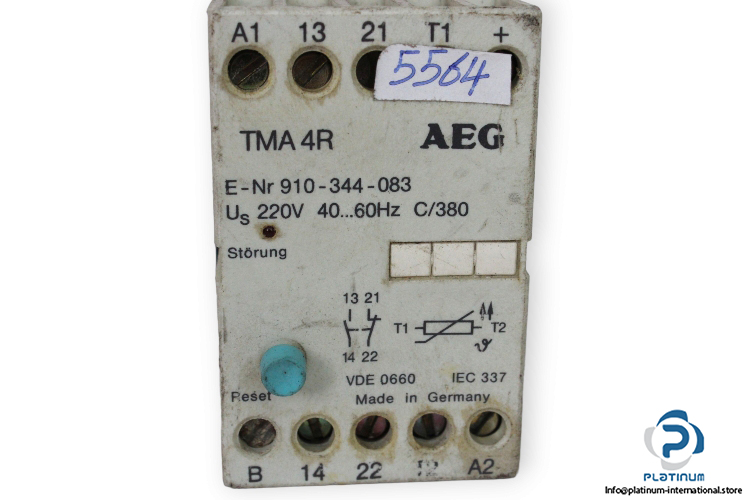 A1 13 21 T1 +
5564
TMA 4R AEG
E-Nr 910-344-083
Us 220V 40...60Hz C/380
Störung
13 21
T1 T2
ϑ
14 22
VDE 0660 IEC 337
Reset Made in Germany
B 14 22 T2 A2
PLATINUM
Info@platinum-international.store